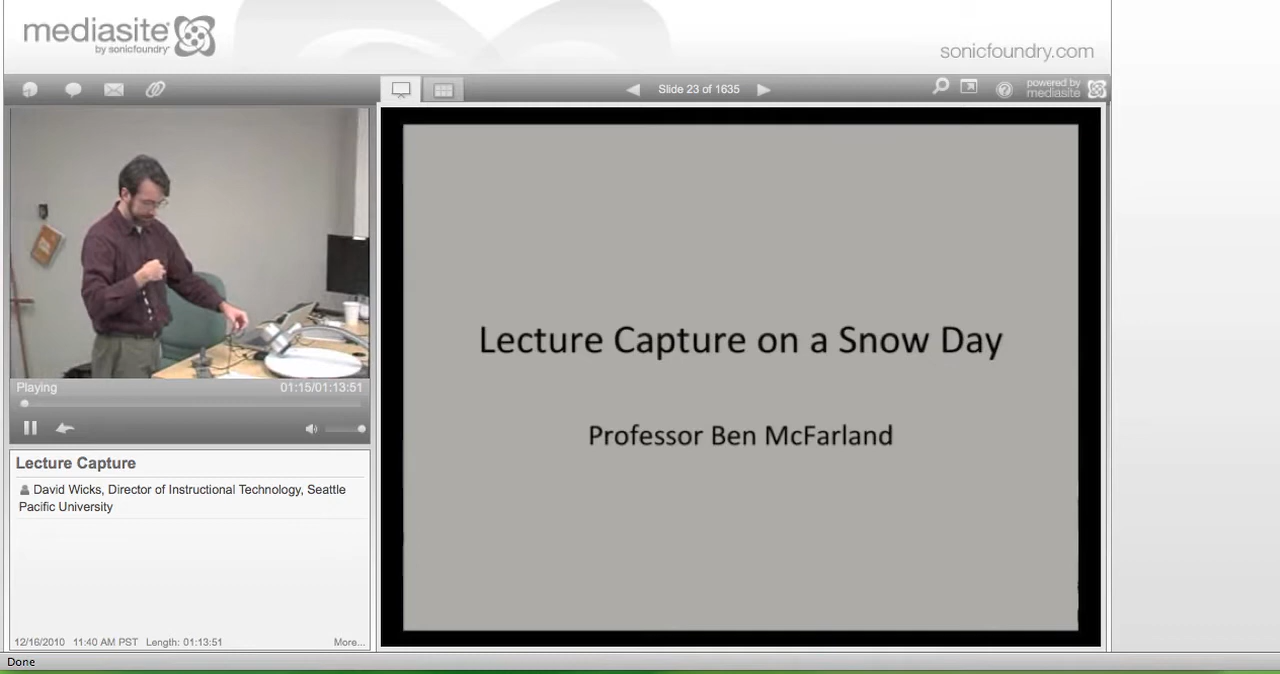 mediasite
by sonicfoundry
sonicfoundry.com
Slide 23 of 1635
powered by
mediasite
Lecture Capture on a Snow Day
Professor Ben McFarland
Playing
01:15/01:13:51
Lecture Capture
David Wicks, Director of Instructional Technology, Seattle
Pacific University
12/16/2010 11:40 AM PST Length: 01:13:51
More...
Done